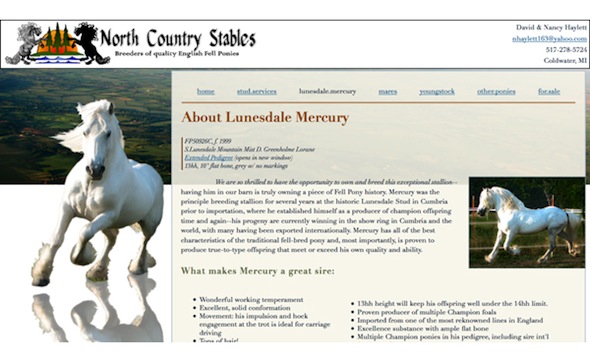 North Country Stables
Breeders of quality English Fell Ponies
David & Nancy Haylett
nhaylett163@yahoo.com
517-278-5724
Coldwater, MI
home stud.services lunesdale.mercury mares youngstock other.ponies for.sale
About Lunesdale Mercury
FP50926C, f. 1999
S.Lunesdale Mountain Mist D. Greenholme Lorane
Extended Pedigree (opens in new window)
13hh, 10" flat bone, grey w/ no markings
We are so thrilled to have the opportunity to own and breed this exceptional stallion--
having him in our barn is truly owning a piece of Fell Pony history. Mercury was the
principle breeding stallion for several years at the historic Lunesdale Stud in Cumbria
prior to importation, where he established himself as a producer of champion offspring
time and again--his progeny are currently winning in the show ring in Cumbria and the
world, with many having been exported internationally. Mercury has all of the best
characteristics of the traditional fell-bred pony and, most importantly, is proven to
produce true-to-type offspring that meet or exceed his own quality and ability.
What makes Mercury a great sire:
Wonderful working temperament
Excellent, solid conformation
Movement: his impulsion and hock
engagement at the trot is ideal for carriage
driving
Tons of hair!
13hh height will keep his offspring well under the 14hh limit.
Proven producer of multiple Champion foals
Imported from one of the most reknowned lines in England
Excellence substance with ample flat bone
Multiple Champion ponies in his pedigree, including sire int'l